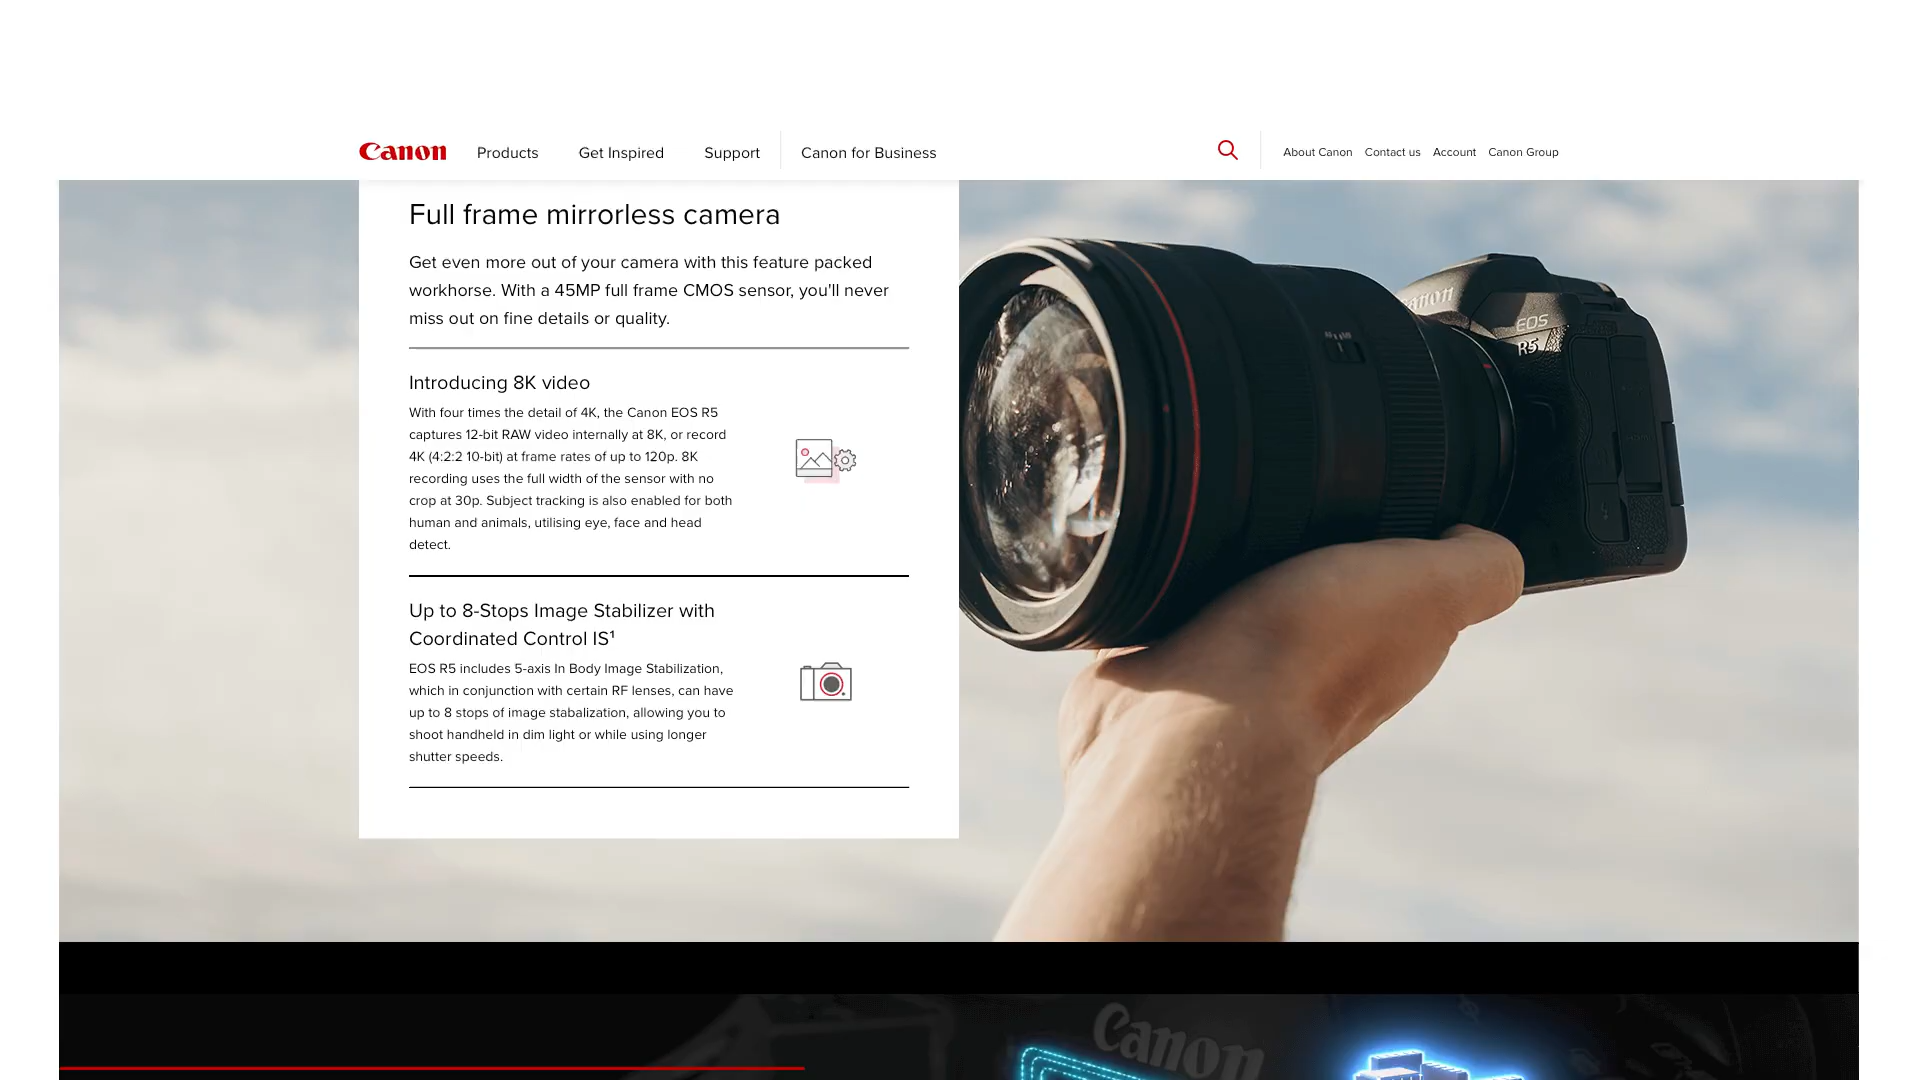 Canon Products Get Inspired Support Canon for Business About Canon Contact us Account Canon Group
Full frame mirrorless camera
Get even more out of your camera with this feature packed
workhorse. With a 45MP full frame CMOS sensor, you'll never
miss out on fine details or quality.
Introducing 8K video
With four times the detail of 4K, the Canon EOS R5
captures 12-bit RAW video internally at 8K, or record
4K (4:2:2 10-bit) at frame rates of up to 120p. 8K
recording uses the full width of the sensor with no
crop at 30p. Subject tracking is also enabled for both
human and animals, utilising eye, face and head
detect.
Up to 8-Stops Image Stabilizer with
Coordinated Control IS¹
EOS R5 includes 5-axis In Body Image Stabilization,
which in conjunction with certain RF lenses, can have
up to 8 stops of image stabalization, allowing you to
shoot handheld in dim light or while using longer
shutter speeds.
Canon
EOS
R5
Canon